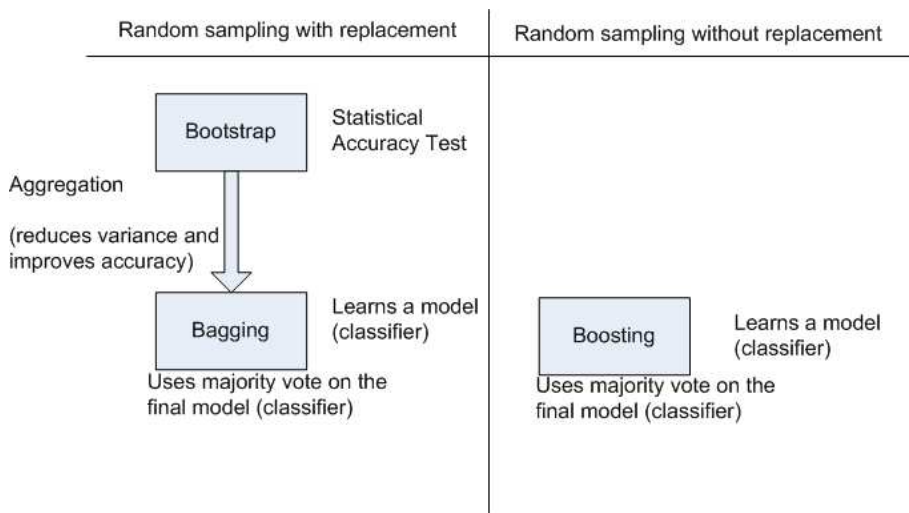 Random sampling with replacement
Random sampling without replacement
Bootstrap
Statistical
Accuracy Test
Aggregation
(reduces variance and
improves accuracy)
Bagging
Learns a model
(classifier)
Uses majority vote on the
final model (classifier)
Boosting
Learns a model
(classifier)
Uses majority vote on the
final model (classifier)